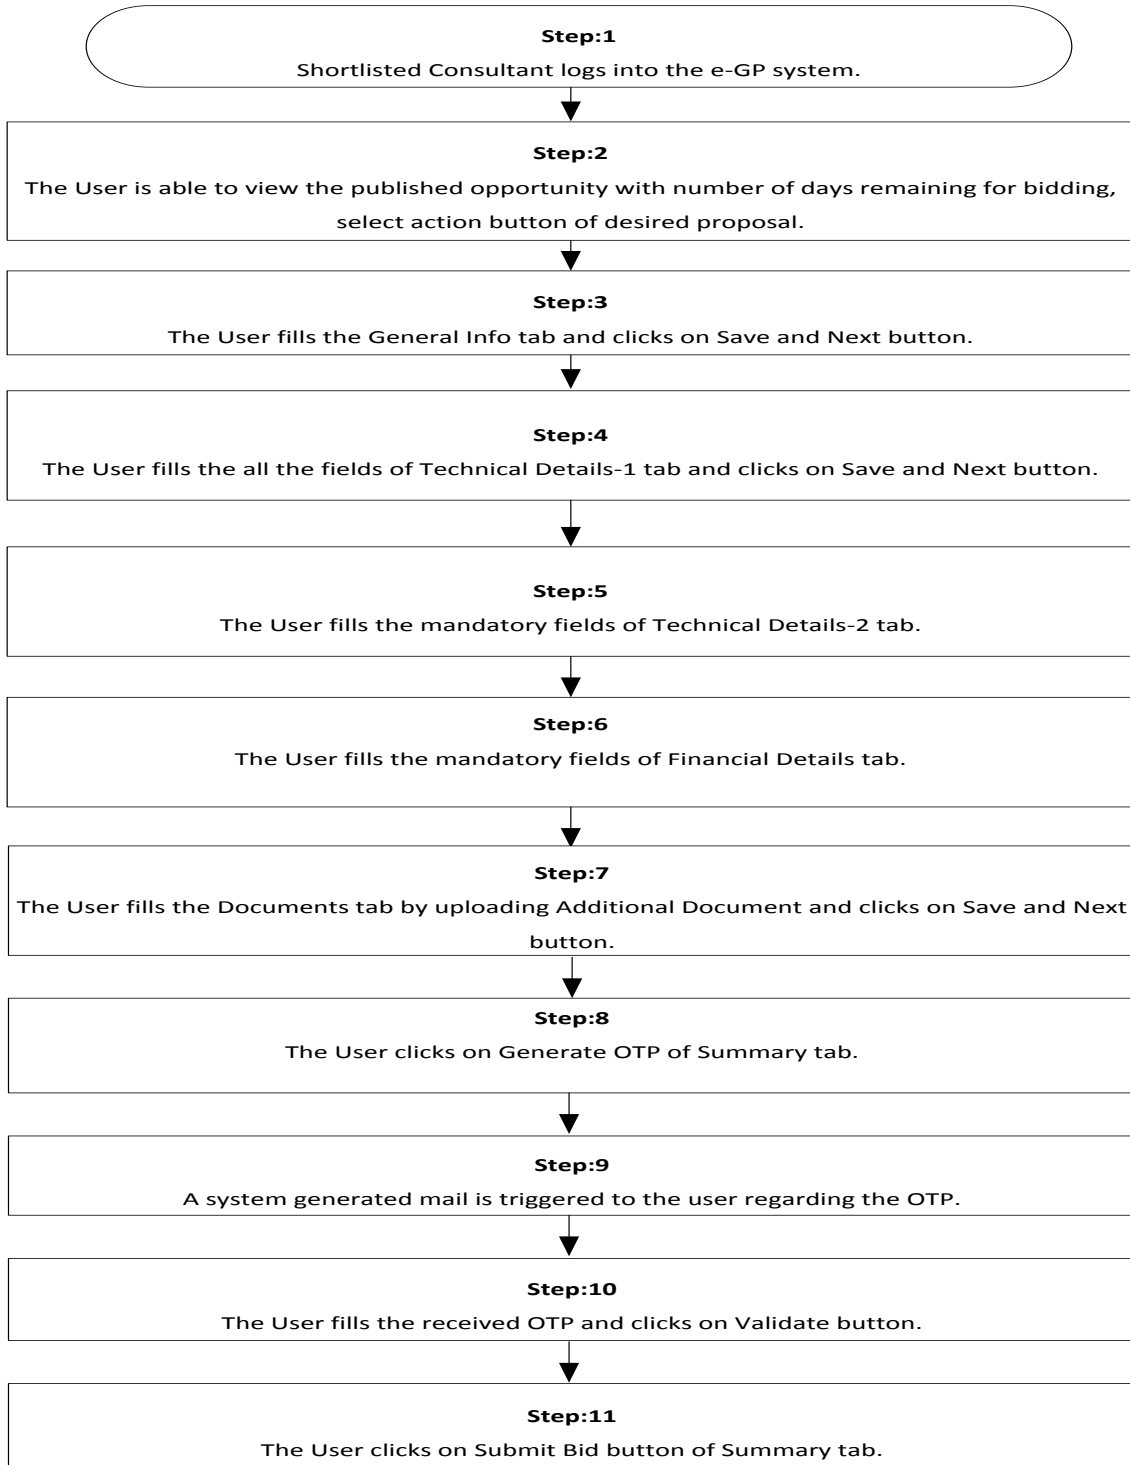 Step:1
Shortlisted Consultant logs into the e-GP system.
Step:2
The User is able to view the published opportunity with number of days remaining for bidding,
select action button of desired proposal.
Step:3
The User fills the General Info tab and clicks on Save and Next button.
Step:4
The User fills the all the fields of Technical Details-1 tab and clicks on Save and Next button.
Step:5
The User fills the mandatory fields of Technical Details-2 tab.
Step:6
The User fills the mandatory fields of Financial Details tab.
Step:7
The User fills the Documents tab by uploading Additional Document and clicks on Save and Next
button.
Step:8
The User clicks on Generate OTP of Summary tab.
Step:9
A system generated mail is triggered to the user regarding the OTP.
Step:10
The User fills the received OTP and clicks on Validate button.
Step:11
The User clicks on Submit Bid button of Summary tab.